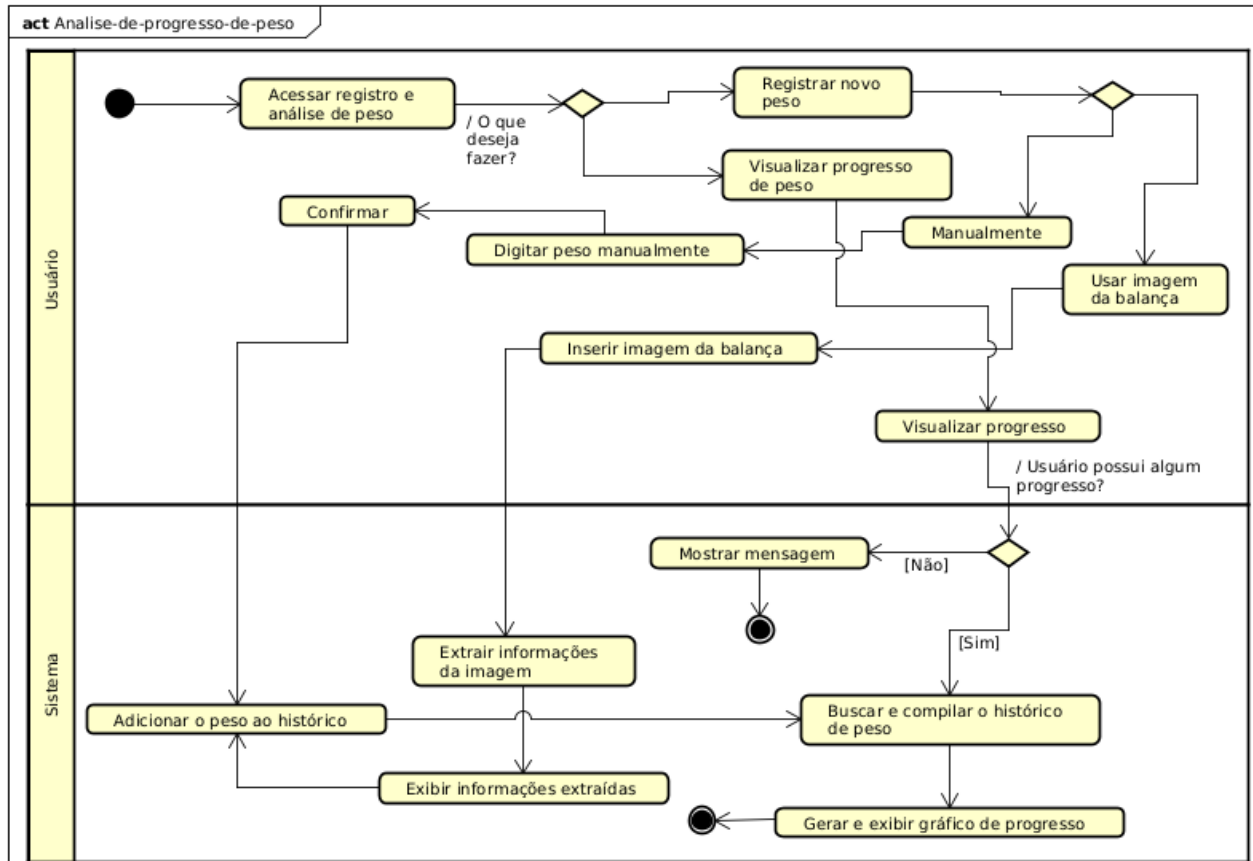 act Analise-de-progresso-de-peso
Usuário
Acessar registro e
análise de peso
/ O que
deseja
fazer?
Registrar novo
peso
Visualizar progresso
de peso
Confirmar
Digitar peso manualmente
Manualmente
Usar imagem
da balança
Inserir imagem da balança
Visualizar progresso
/ Usuário possui algum
progresso?
Sistema
Mostrar mensagem
[Não]
[Sim]
Extrair informações
da imagem
Adicionar o peso ao histórico
Buscar e compilar o histórico
de peso
Exibir informações extraídas
Gerar e exibir gráfico de progresso